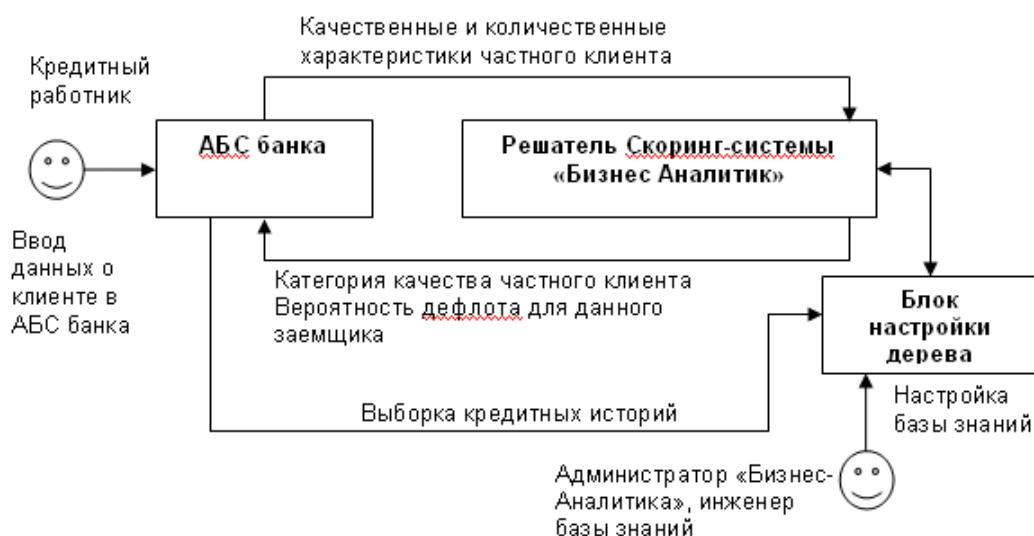 Качественные и количественные
характеристики частного клиента
Кредитный
работник
АБС банка
Решатель Скоринг-системы
«Бизнес Аналитик»
Ввод
данных о
клиенте в
АБС банка
Категория качества частного клиента
Вероятность дефлота для данного
заемщика
Блок
настройки
дерева
Выборка кредитных историй
Настройка
базы знаний
Администратор «Бизнес-
Аналитика», инженер
базы знаний